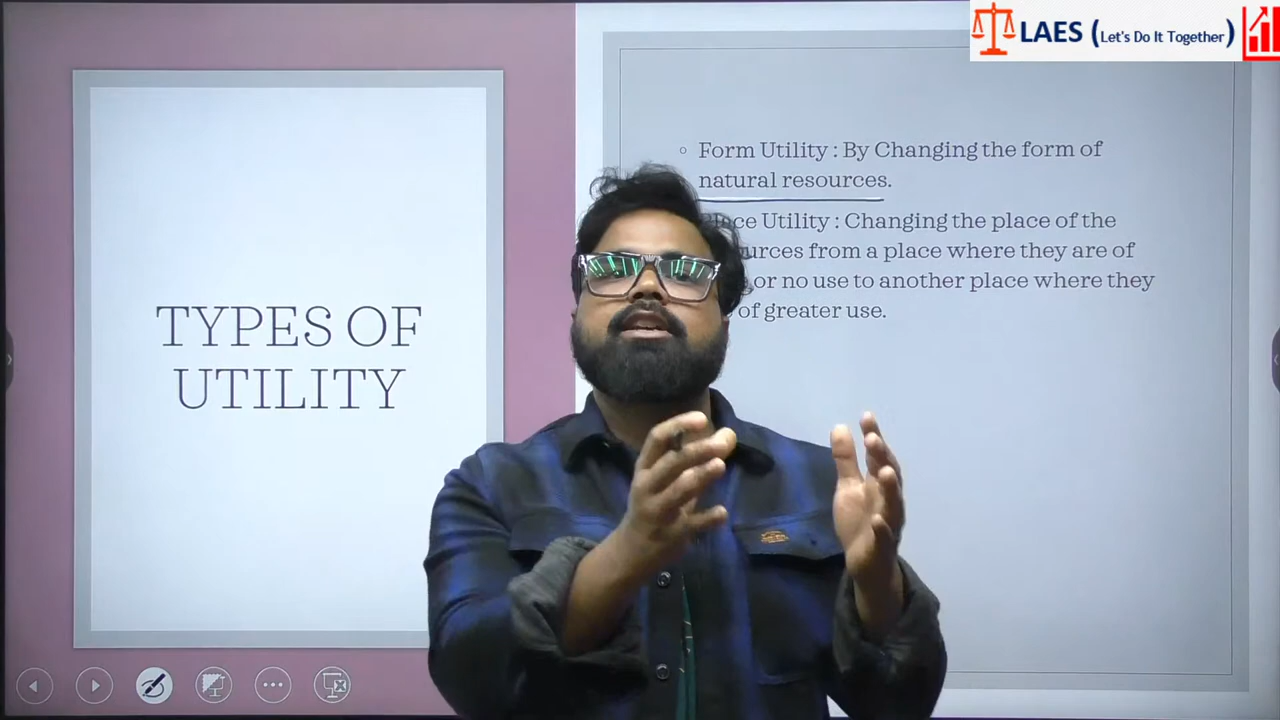 LAES (Let's Do It Together)
TYPES OF
UTILITY
Form Utility : By Changing the form of
natural resources.
Utility : Changing the place of the
from a place where they are of
or no use to another place where they
of greater use.